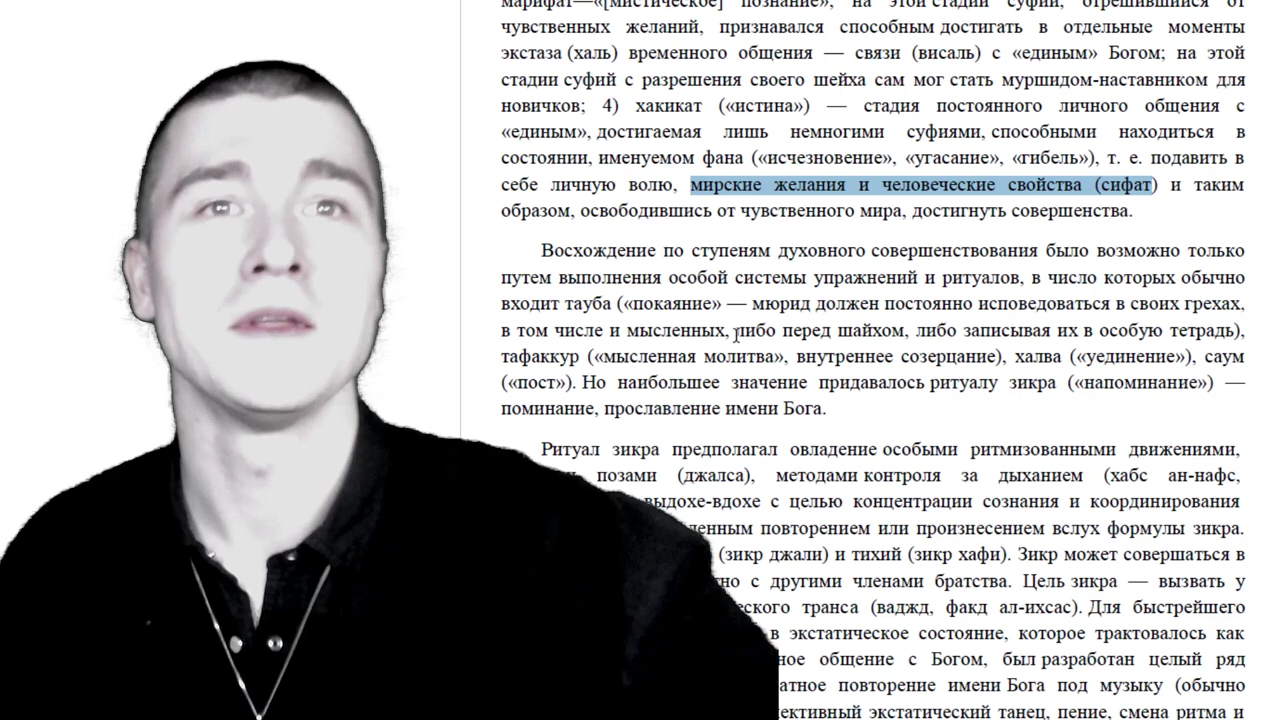 марифат—«[мистическое] познание», на этой стадии суфий, отрешившийся от
чувственных желаний, признавался способным достигать в отдельные моменты
экстаза (халь) временного общения — связи (висаль) с «единым» Богом; на этой
стадии суфий с разрешения своего шейха сам мог стать муршидом-наставником для
новичков; 4) хакикат («истина») — стадия постоянного личного общения с
«единым», достигаемая лишь немногими суфиями, способными находиться в
состоянии, именуемом фана («исчезновение», «угасание», «гибель»), т. е. подавить в
себе личную волю, мирские желания и человеческие свойства (сифат) и таким
образом, освободившись от чувственного мира, достигнуть совершенства.
Восхождение по ступеням духовного совершенствования было возможно только
путем выполнения особой системы упражнений и ритуалов, в число которых обычно
входит тауба («покаяние» — мюрид должен постоянно исповедоваться в своих грехах,
в том числе и мысленных, либо перед шайхом, либо записывая их в особую тетрадь),
тафаккур («мысленная молитва», внутреннее созерцание), халва («уединение»), саум
(«пост»). Но наибольшее значение придавалось ритуалу зикра («напоминание») —
поминание, прославление имени Бога.
Ритуал зикра предполагал овладение особыми ритмизованными движениями,
позами (джалса), методами контроля за дыханием (хабс ан-нафс,
выдохе-вдохе с целью концентрации сознания и координирования
повторением или произнесением вслух формулы зикра.
(зикр джали) и тихий (зикр хафи). Зикр может совершаться в
с другими членами братства. Цель зикра — вызвать у
транса (ваджд, факд ал-ихсас). Для быстрейшего
в экстатическое состояние, которое трактовалось как
общение с Богом, был разработан целый ряд
повторение имени Бога под музыку (обычно
экстатический танец, пение, смена ритма и